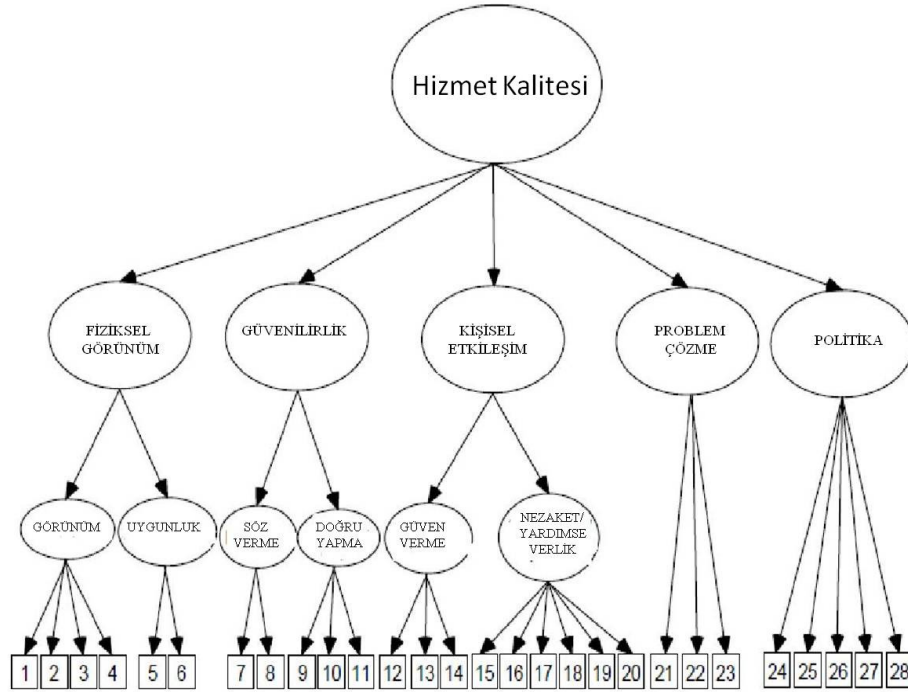 Hizmet Kalitesi
FİZİKSEL
GÖRÜNÜM
GÜVENİLİRLİK
KİŞİSEL
ETKİLEŞİM
PROBLEM
ÇÖZME
POLİTİKA
GÖRÜNÜM
UYGUNLUK
SÖZ
VERME
DOĞRU
YAPMA
GÜVEN
VERME
NEZAKET/
YARDIMSE
VERLİK
1 2 3 4 5 6 7 8 9 10 11 12 13 14 15 16 17 18 19 20 21 22 23 24 25 26 27 28